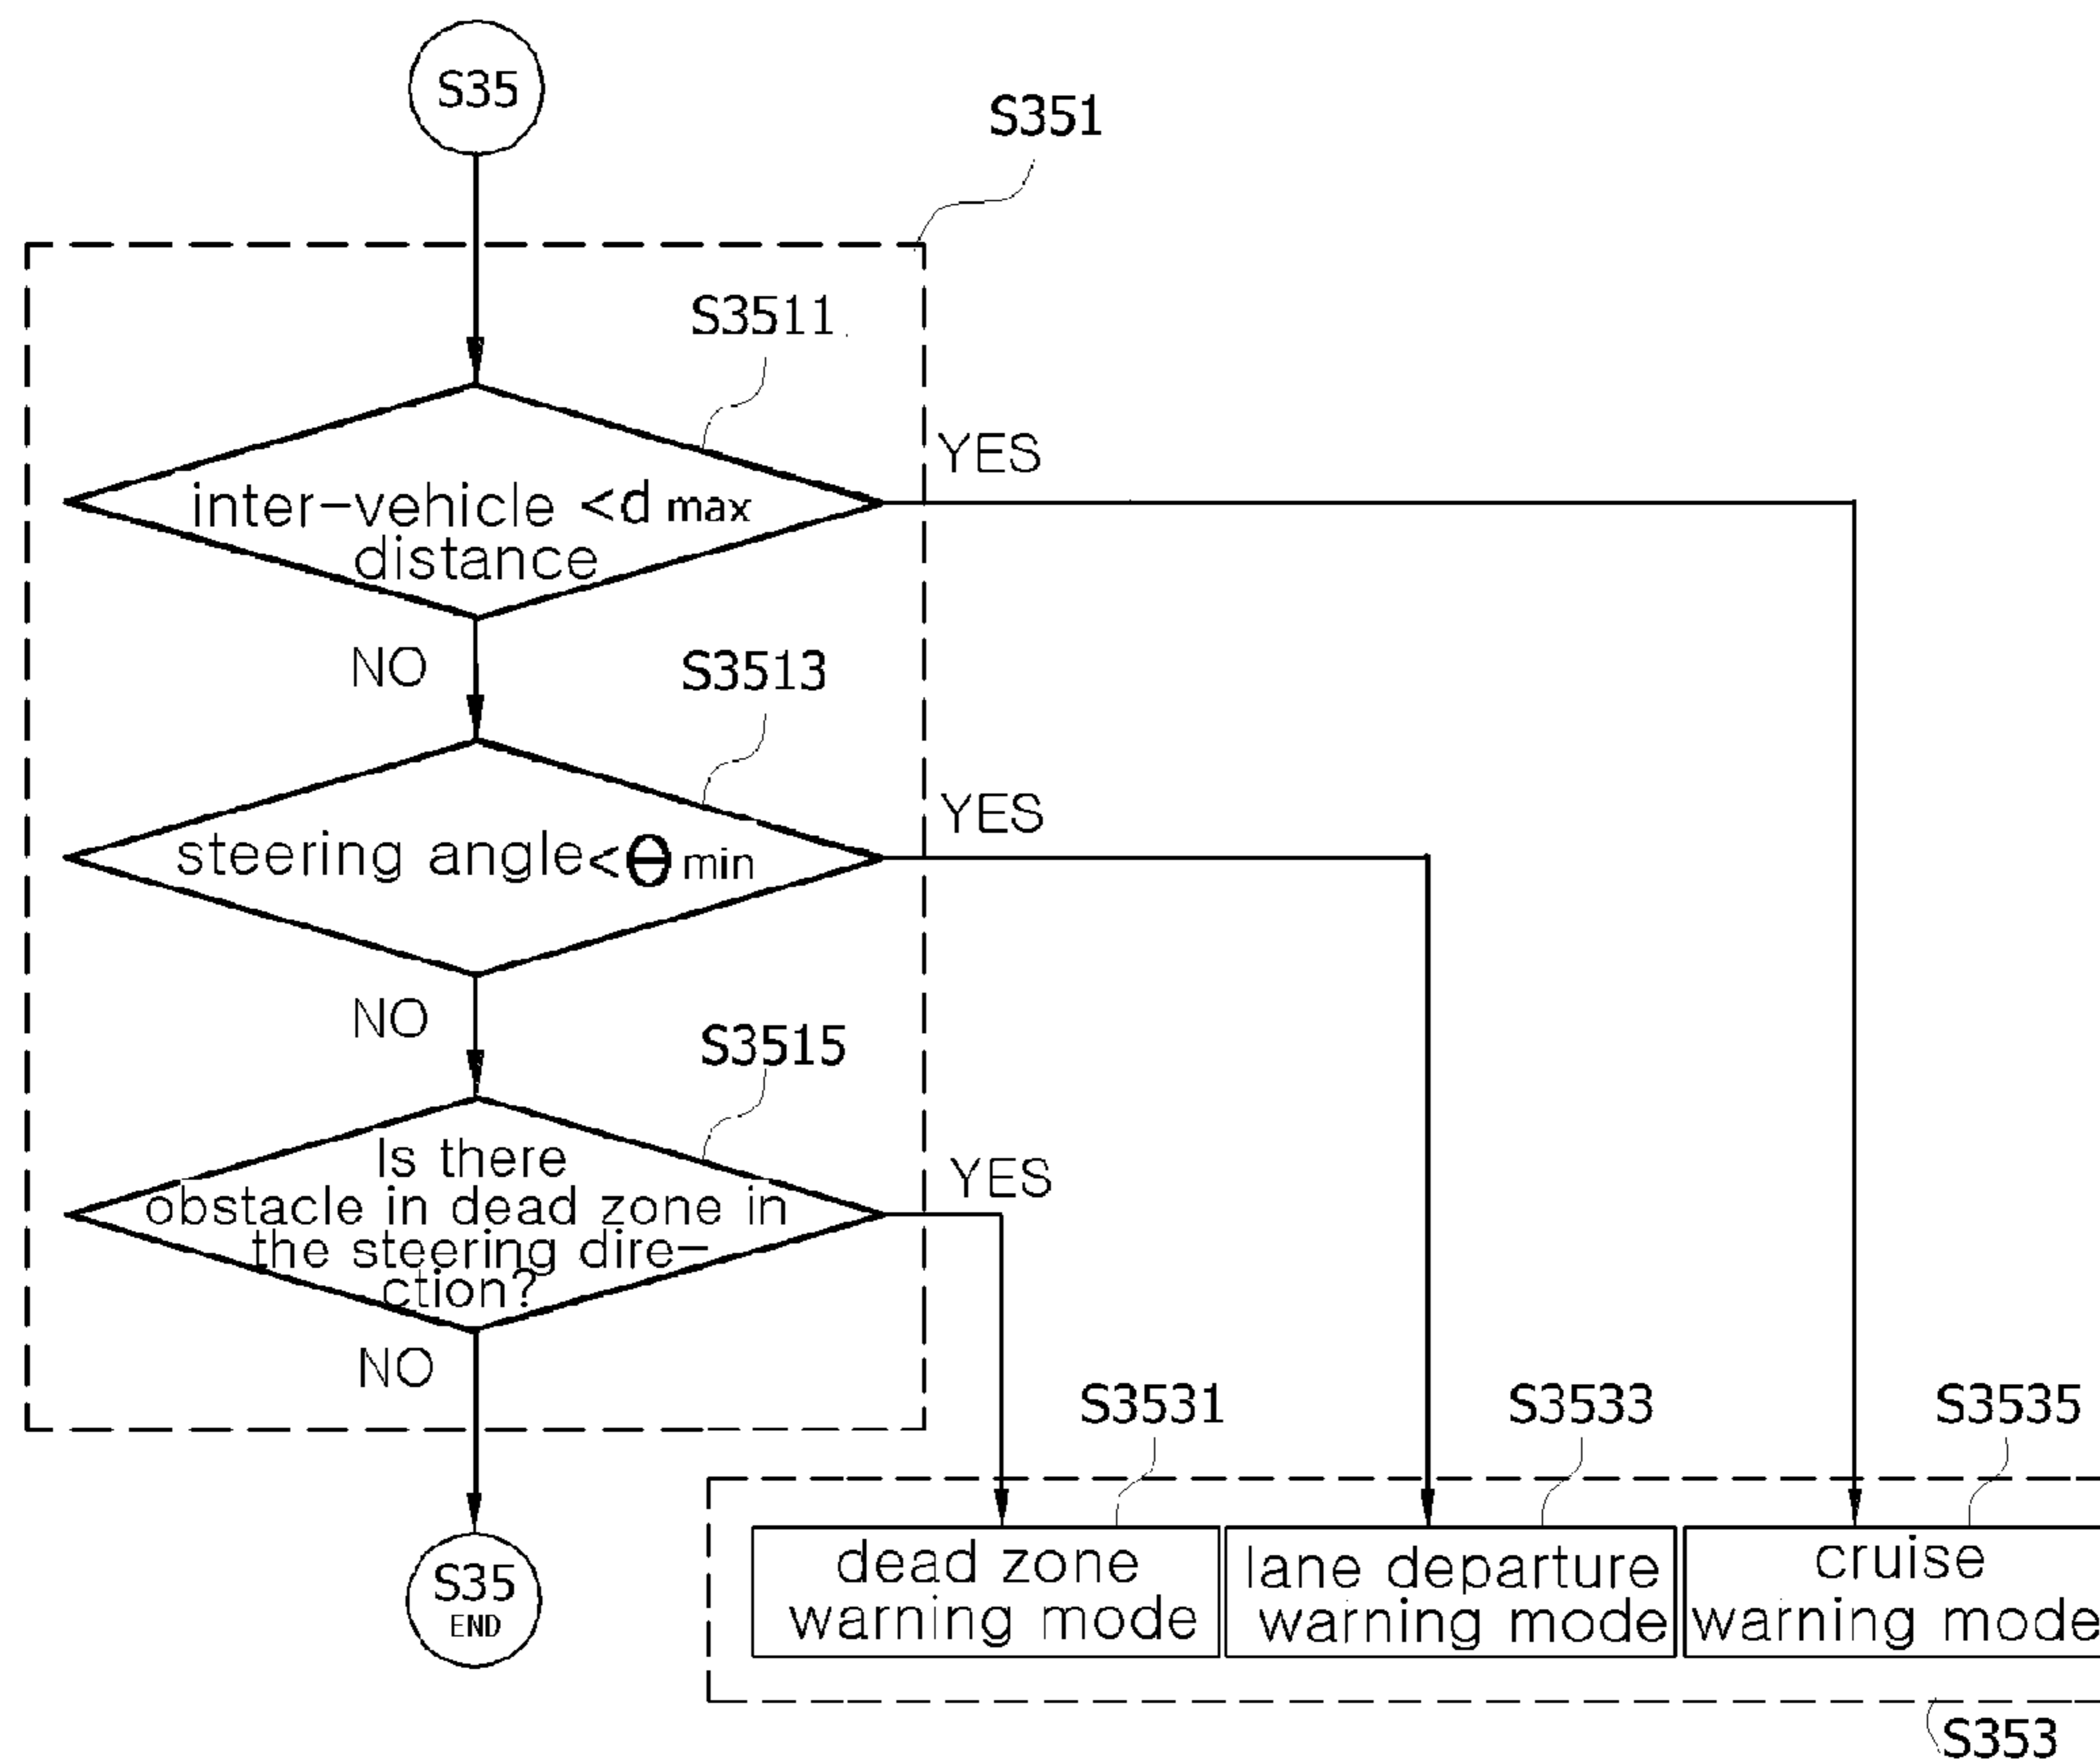 S35
S351
S3511
YES
inter-vehicle <d max
distance
NO
S3513
YES
steering angle<θ min
NO
S3515
YES
Is there
obstacle in dead zone in
the steering dire-
ction?
NO
S3531
S3533
S3535
dead zone
warning mode
lane departure
warning mode
cruise
warning mode
S35
END
S353